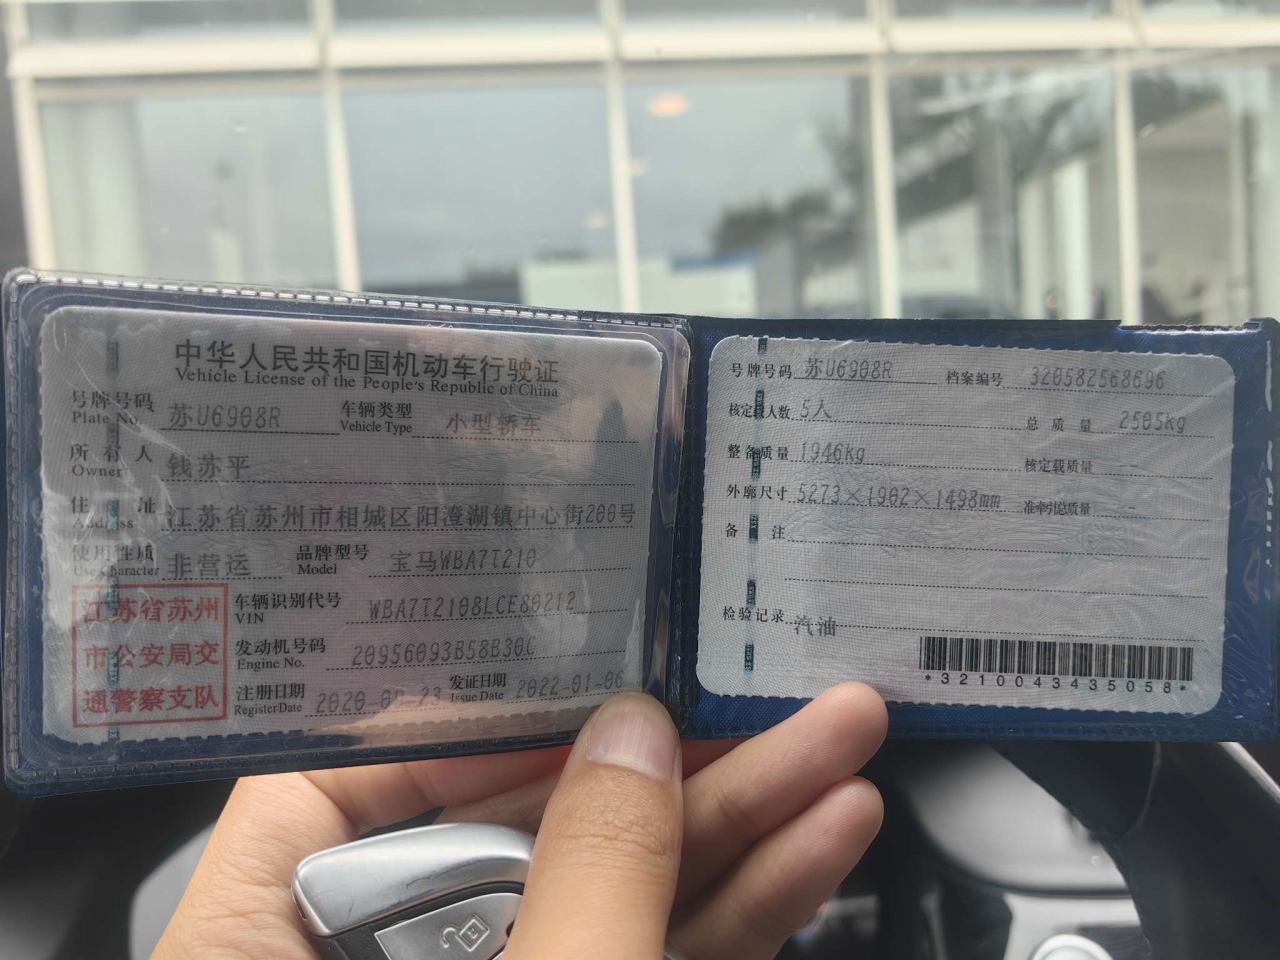 中华人民共和国机动车行驶证
Vehicle License of the People's Republic of China
号牌号码 苏U6908R 车辆类型 小型轿车
Plate No. Vehicle Type
所有人 钱苏平
Owner
住址 江苏省苏州市相城区阳澄湖镇中心街200号
Address
使用性质 非营运 品牌型号 宝马WBA7T210
Use Character Model
江苏省苏州
市公安局交
通警察支队
车辆识别代号 WBA7T2108LCE80212
VIN
发动机号码 20956093B58B30C
Engine No.
注册日期 2020-09-23 发证日期 2022-01-06
Register Date Issue Date
号牌号码 苏U6908R 档案编号 320582568696
核定载人数 5人 总质量 2505kg
整备质量 1946kg 核定载质量 --
外廓尺寸 5273×1902×1498mm 准牵引总质量 --
备注
检验记录 汽油
*3210043435058*